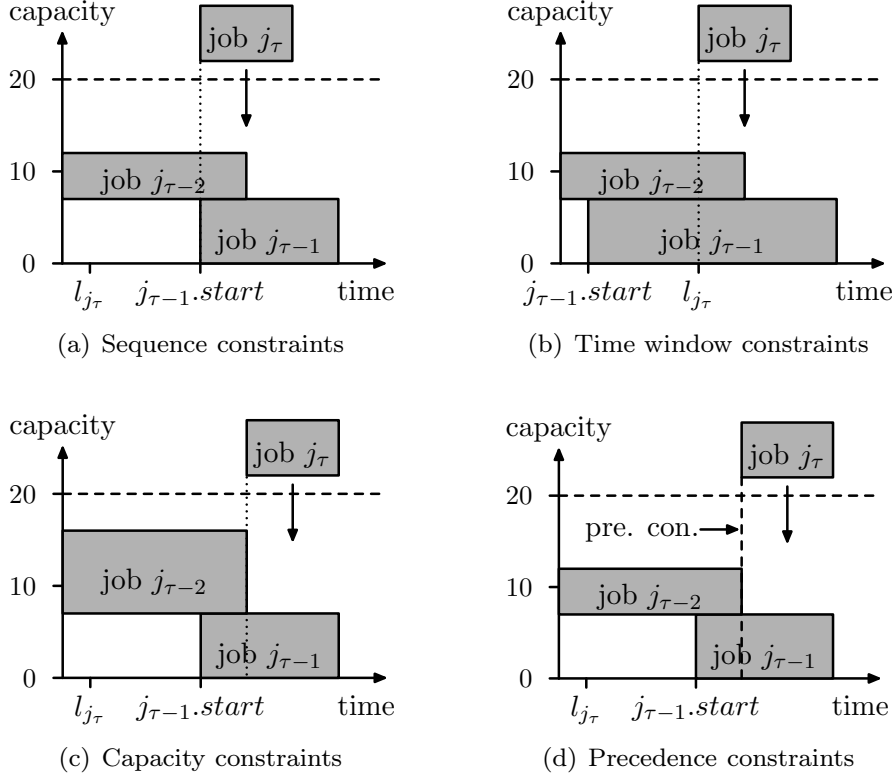 capacity
job j_{τ}
20
10
job j_{τ−2}
job j_{τ−1}
0
l_{j_τ}
j_{τ−1}.start
time
(a) Sequence constraints
capacity
job j_{τ}
20
10
job j_{τ−2}
job j_{τ−1}
0
j_{τ−1}.start
l_{j_τ}
time
(b) Time window constraints
capacity
job j_{τ}
20
10
job j_{τ−2}
job j_{τ−1}
0
l_{j_τ}
j_{τ−1}.start
time
(c) Capacity constraints
capacity
job j_{τ}
20
pre. con.
10
job j_{τ−2}
job j_{τ−1}
0
l_{j_τ}
j_{τ−1}.start
time
(d) Precedence constraints